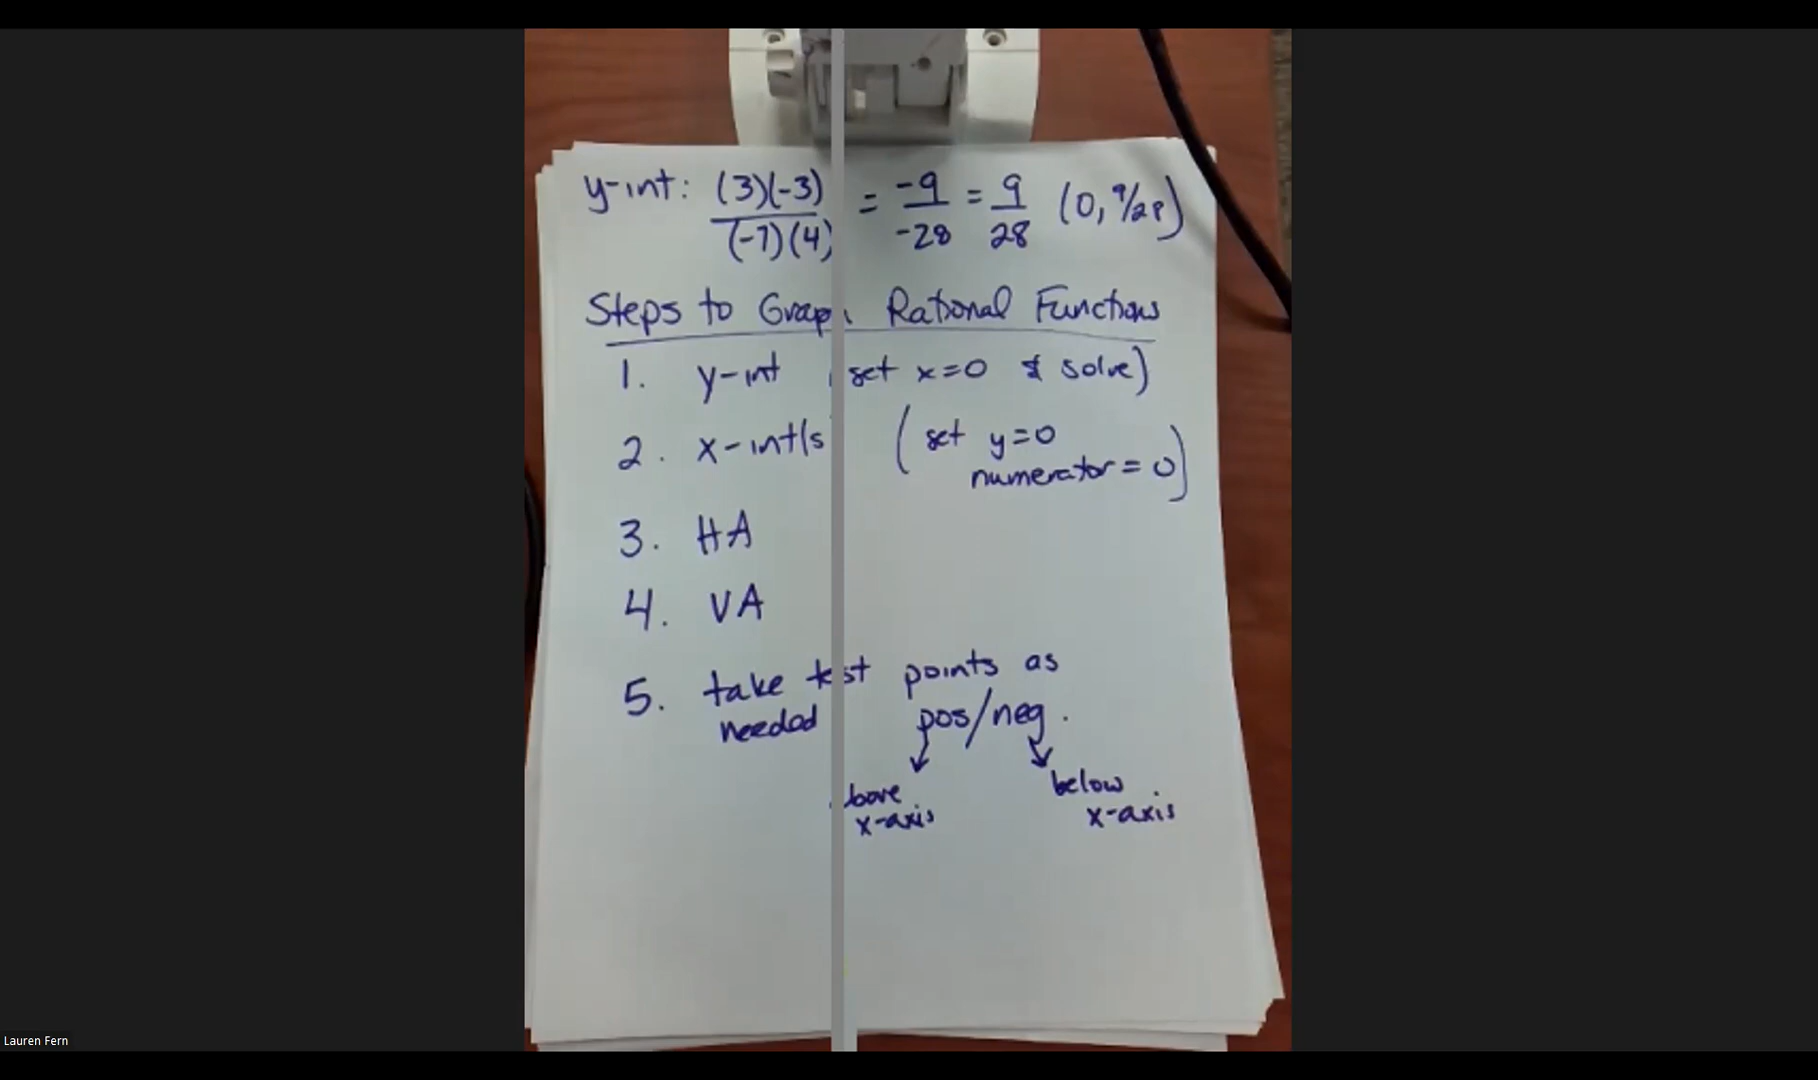 y-int: (3)(-3) / (-7)(4) = -9/-28 = 9/28 (0, 9/28)
Steps to Graph Rational Functions
1. y-int (set x=0 & solve)
2. x-int(s) (set y=0
numerator = 0)
3. HA
4. VA
5. take test points as
needed pos/neg.
above below
x-axis x-axis
Lauren Fern